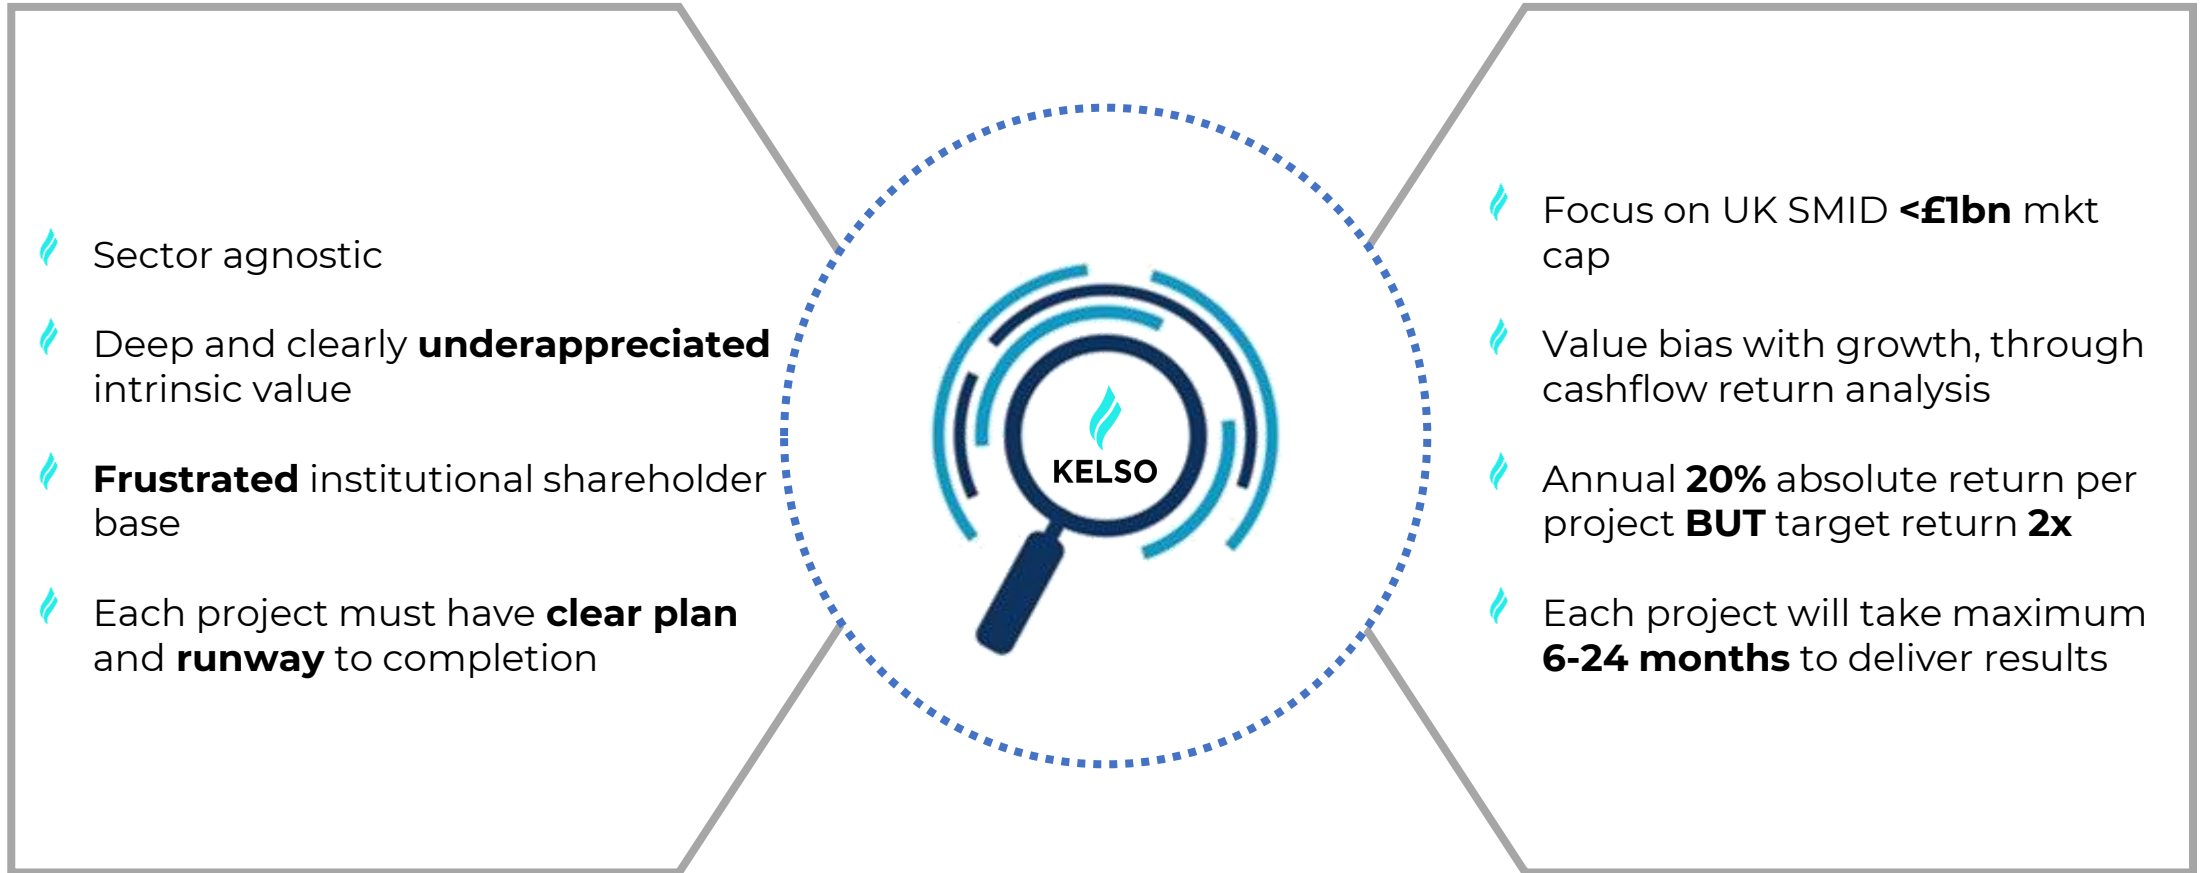 Sector agnostic
Deep and clearly underappreciated
intrinsic value
Frustrated institutional shareholder
base
Each project must have clear plan
and runway to completion
KELSO
Focus on UK SMID <£1bn mkt
cap
Value bias with growth, through
cashflow return analysis
Annual 20% absolute return per
project BUT target return 2x
Each project will take maximum
6-24 months to deliver results